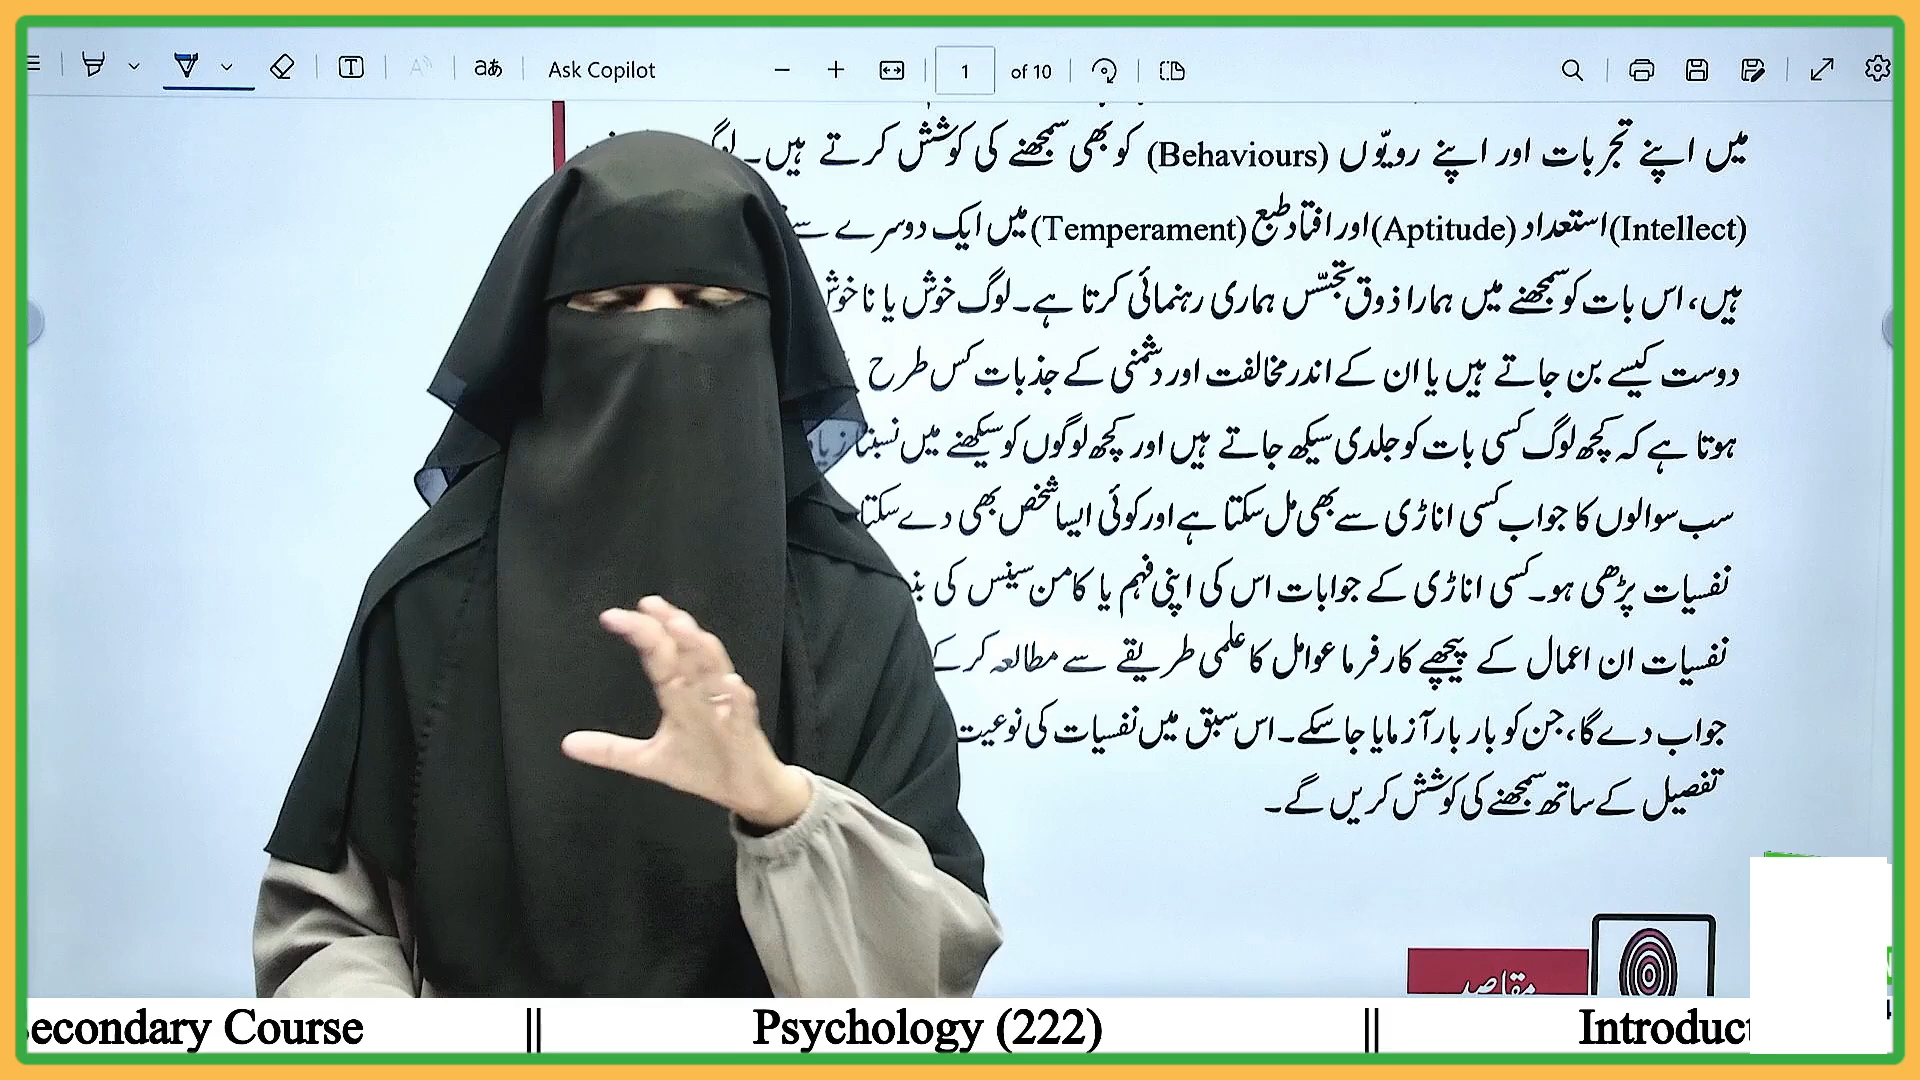 Ask Copilot
1 of 10
میں اپنے تجربات اور اپنے رویّوں (Behaviours) کو بھی سمجھنے کی کوشش کرتے ہیں۔ لوگ
(Intellect) استعداد (Aptitude) اور افتاد طبع (Temperament) میں ایک دوسرے سے
ہیں، اس بات کو سمجھنے میں ہمارا ذوق تجسّس ہماری رہنمائی کرتا ہے۔ لوگ خوش یا ناخوش
دوست کیسے بن جاتے ہیں یا ان کے اندر مخالفت اور دشمنی کے جذبات کس طرح
ہوتا ہے کہ کچھ لوگ کسی بات کو جلدی سیکھ جاتے ہیں اور کچھ لوگوں کو سیکھنے میں نسبتاً
سب سوالوں کا جواب کسی اناڑی سے بھی مل سکتا ہے اور کوئی ایسا شخص بھی دے سکتا
نفسیات پڑھی ہو۔ کسی اناڑی کے جوابات اس کی اپنی فہم یا کامن سینس کی
نفسیات ان اعمال کے پیچھے کارفرما عوامل کا علمی طریقے سے مطالعہ کر کے
جواب دے گا، جن کو بار بار آزمایا جا سکے۔ اس سبق میں نفسیات کی نوعیت
تفصیل کے ساتھ سمجھنے کی کوشش کریں گے۔
مقاصد
econdary Course || Psychology (222) || Introduc